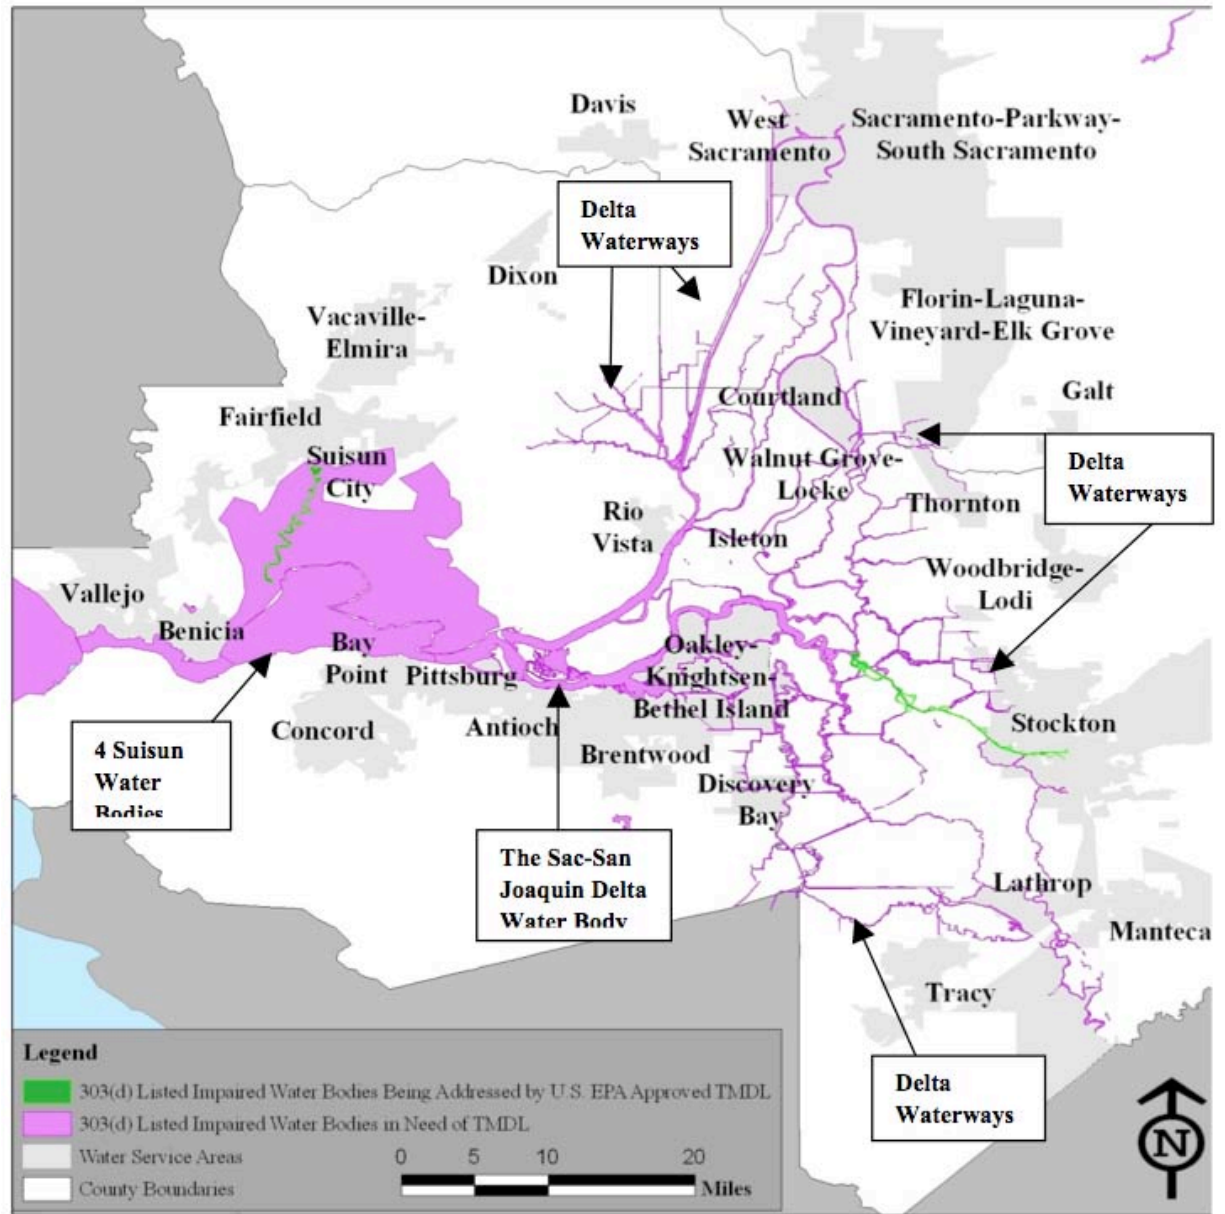 Davis
West
Sacramento
Sacramento-Parkway-
South Sacramento
Delta
Waterways
Dixon
Vacaville-
Elmira
Florin-Laguna-
Vineyard-Elk Grove
Fairfield
Courtland
Galt
Suisun
City
Walnut Grove-
Locke
Delta
Waterways
Thornton
Rio
Vista
Isleton
Woodbridge-
Lodi
Vallejo
Benicia
Bay
Point
Pittsburg
Oakley-
Knightsen-
Bethel Island
Antioch
Concord
Stockton
Brentwood
4 Suisun
Water
Bodies
Discovery
Bay
The Sac-San
Joaquin Delta
Water Body
Lathrop
Manteca
Tracy
Delta
Waterways
Legend
303(d) Listed Impaired Water Bodies Being Addressed by U.S. EPA Approved TMDL
303(d) Listed Impaired Water Bodies in Need of TMDL
Water Service Areas
County Boundaries
0 5 10 20
Miles
N